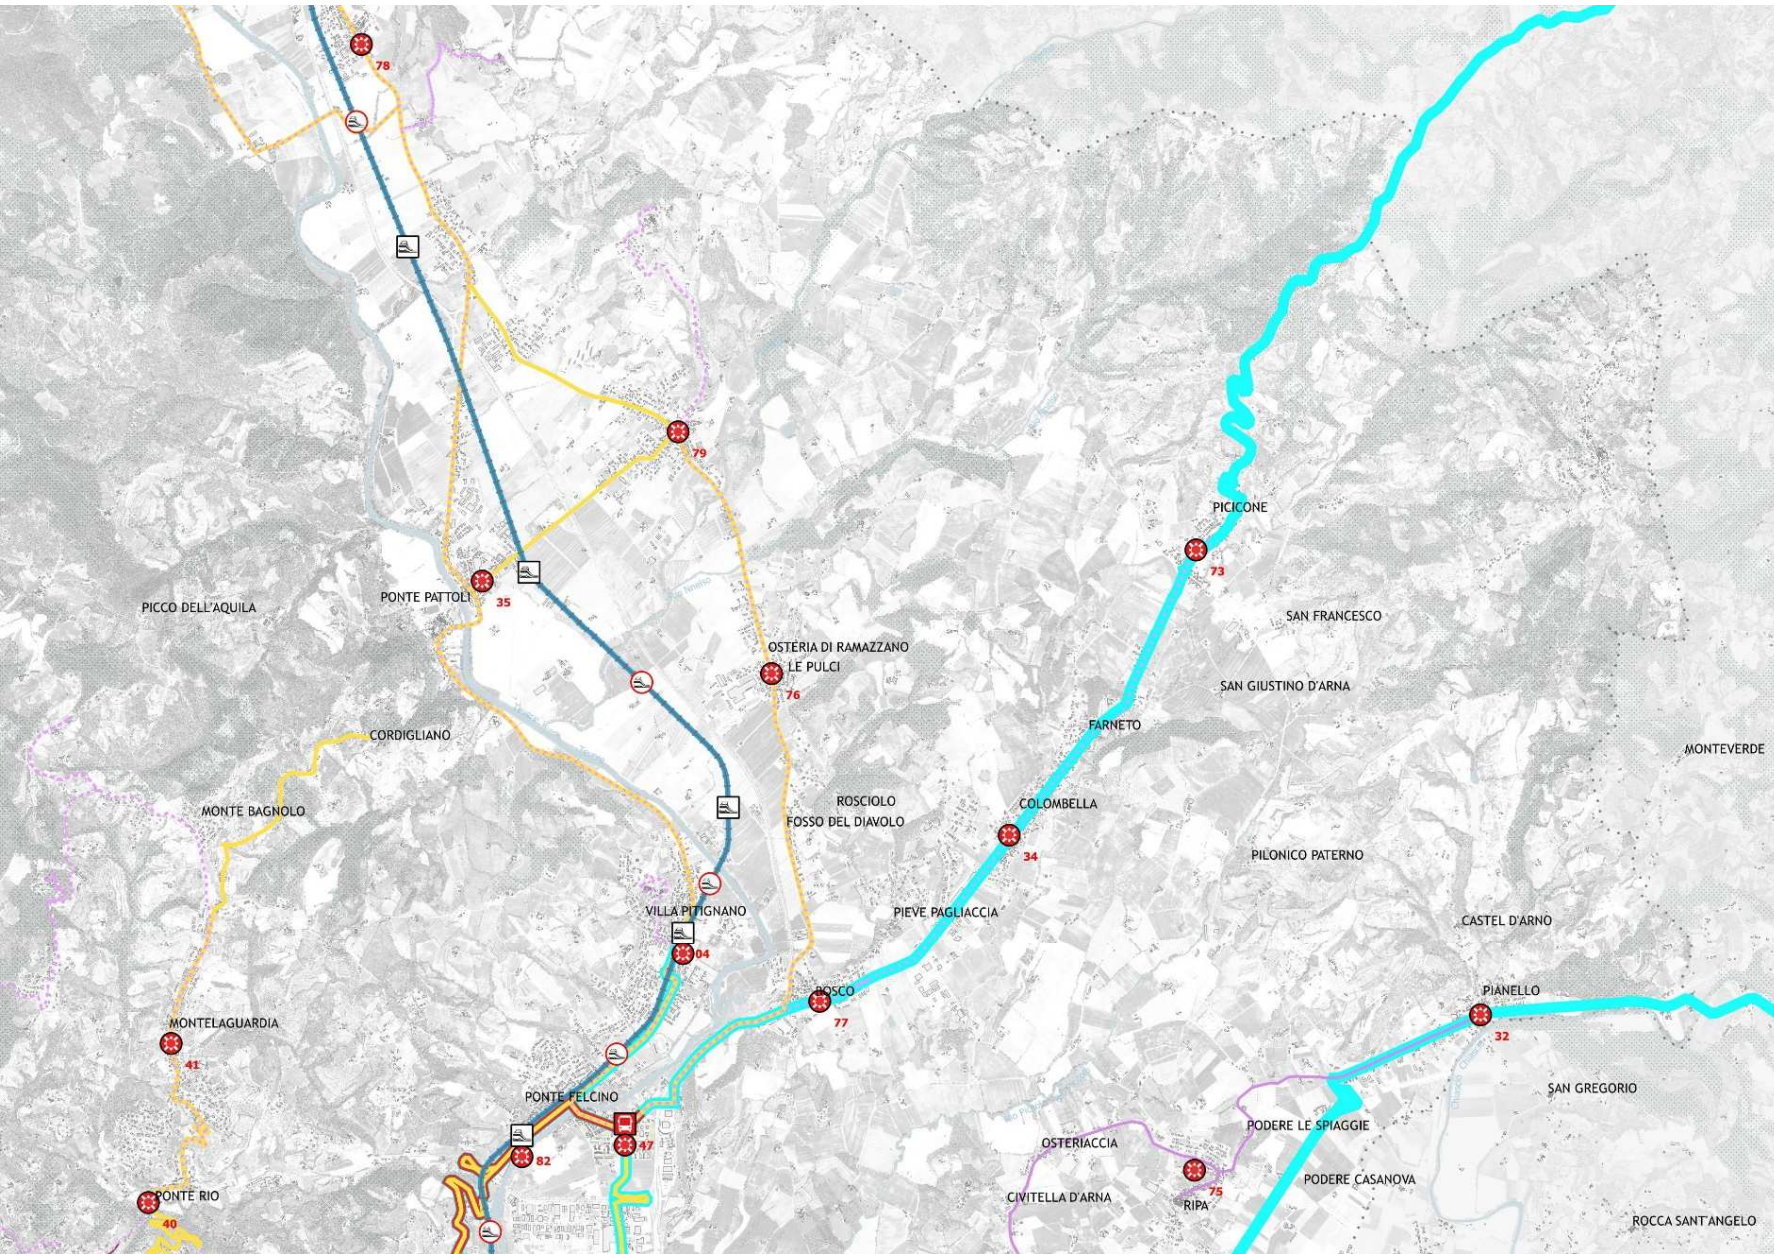 78
79
PICICONE
73
PONTE PATTOLI
35
PICCO DELL'AQUILA
SAN FRANCESCO
OSTERIA DI RAMAZZANO
LE PULCI
76
SAN GIUSTINO D'ARNA
FARNETO
CORDIGLIANO
MONTEVERDE
MONTE BAGNOLO
ROSCIOLO
FOSSO DEL DIAVOLO
COLOMBELLA
34
PILONICO PATERNO
VILLA PITIGNANO
PIEVE PAGLIACCIA
CASTEL D'ARNO
04
BOSCO
77
PIANELLO
32
MONTELAGUARDIA
41
SAN GREGORIO
PONTE FELCINO
47
82
OSTERIACCIA
PODERE LE SPIAGGIE
PODERE CASANOVA
75
RIPA
CIVITELLA D'ARNA
PONTE RIO
40
ROCCA SANT'ANGELO